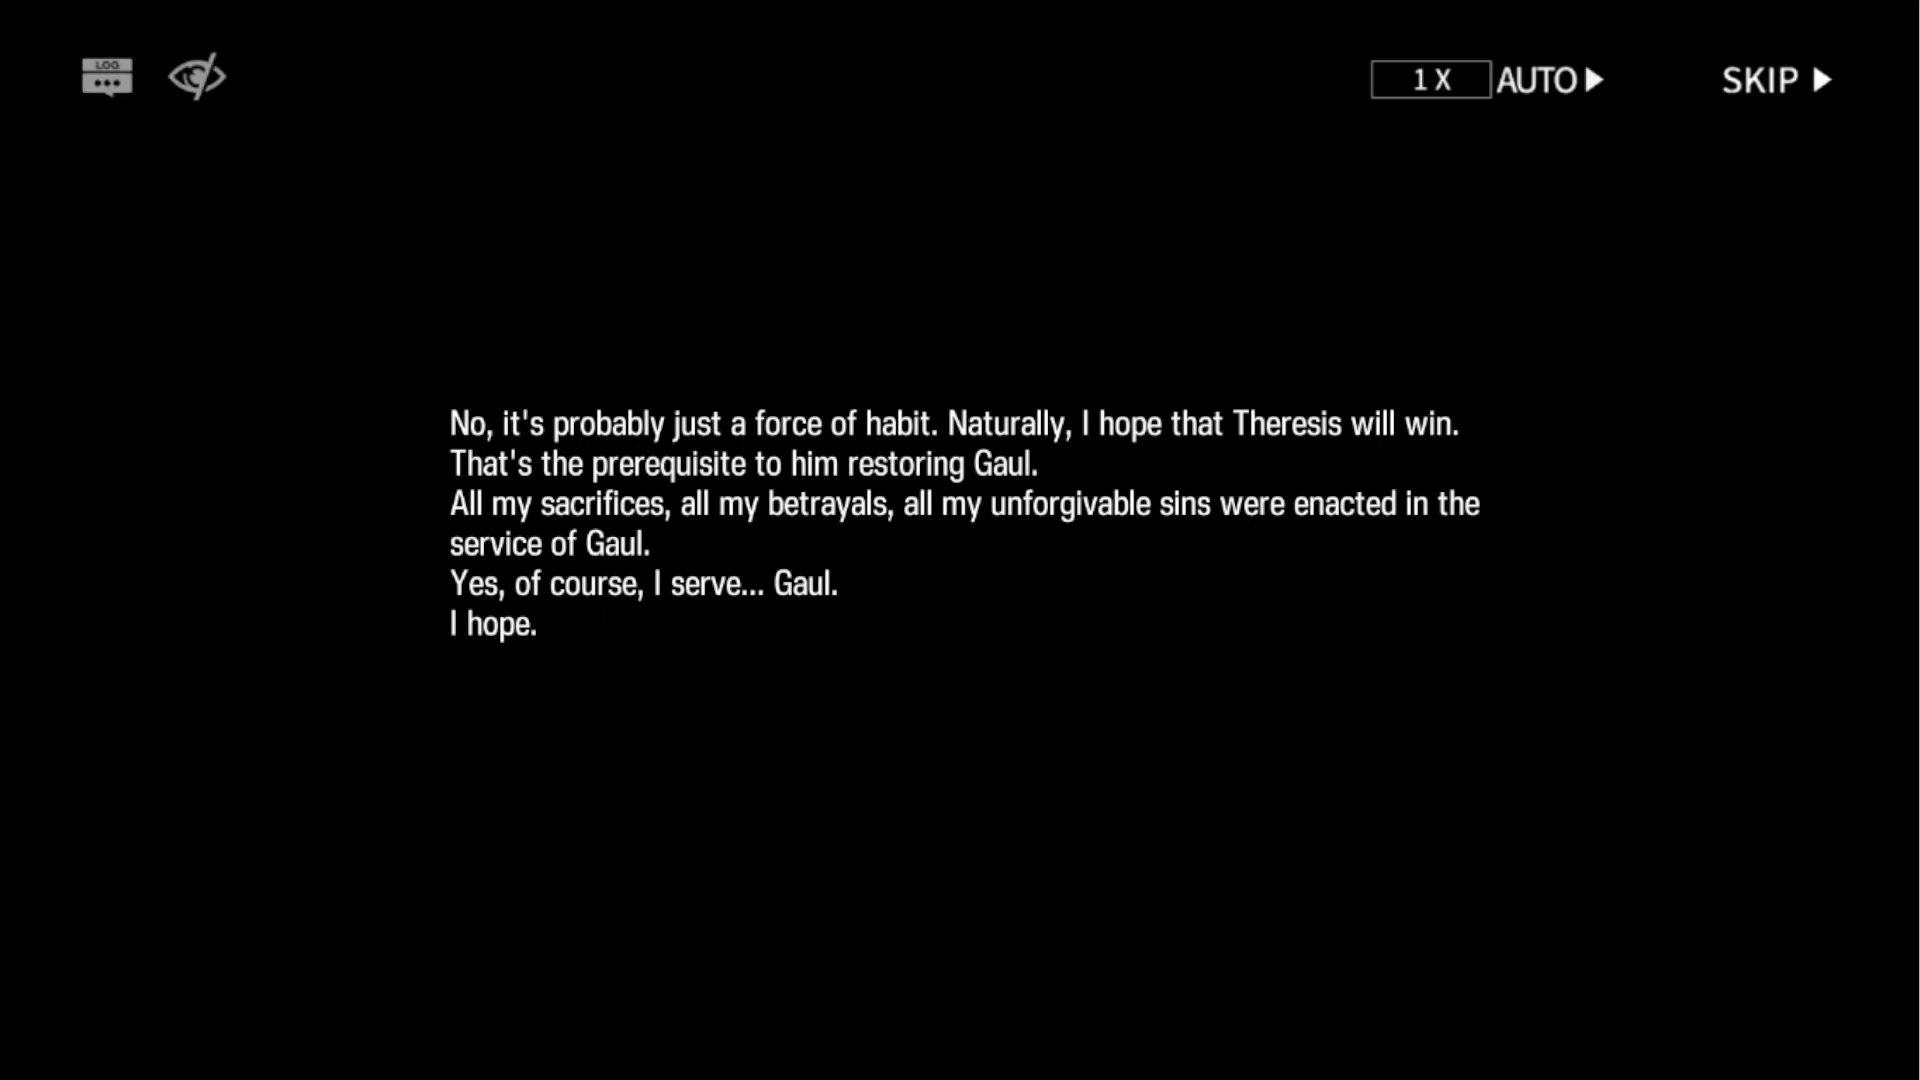 LOG
1 X AUTO
SKIP
No, it's probably just a force of habit. Naturally, I hope that Theresis will win.
That's the prerequisite to him restoring Gaul.
All my sacrifices, all my betrayals, all my unforgivable sins were enacted in the
service of Gaul.
Yes, of course, I serve... Gaul.
I hope.